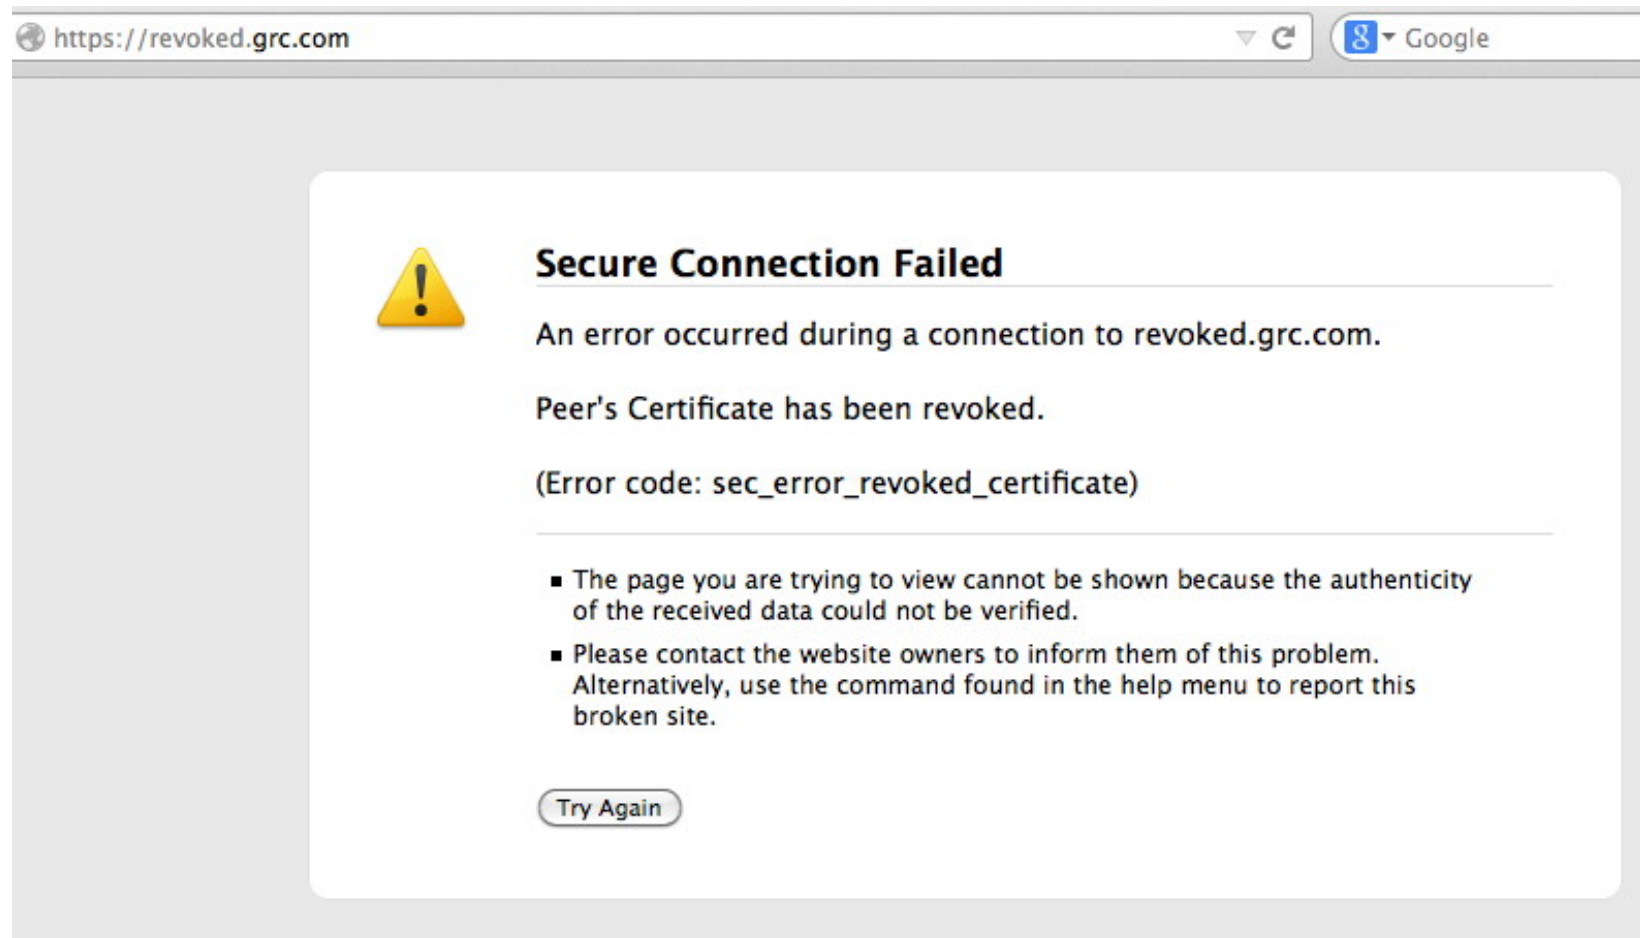 https://revoked.grc.com
8 Google
Secure Connection Failed
An error occurred during a connection to revoked.grc.com.
Peer's Certificate has been revoked.
(Error code: sec_error_revoked_certificate)
The page you are trying to view cannot be shown because the authenticity
of the received data could not be verified.
Please contact the website owners to inform them of this problem.
Alternatively, use the command found in the help menu to report this
broken site.
Try Again